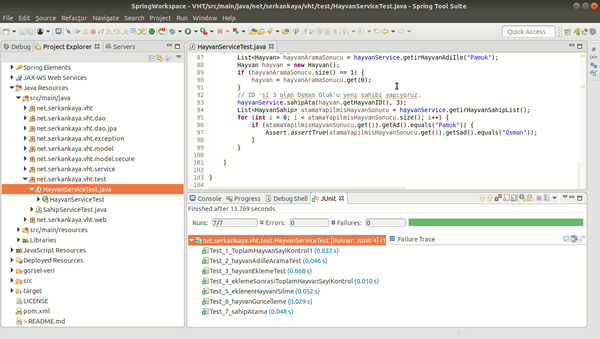 SpringWorkspace - VHT/src/main/java/net/serkankaya/vht/test/HayvanServiceTest.java - Spring Tool Suite
File Edit Source Refactor Navigate Search Project Run Window Help
Quick Access
Debug Project Explorer Servers
Spring Elements
JAX-WS Web Services
Java Resources
src/main/java
net.serkankaya.vht
net.serkankaya.vht.dao
net.serkankaya.vht.dao.jpa
net.serkankaya.vht.exception
net.serkankaya.vht.model
net.serkankaya.vht.model.secure
net.serkankaya.vht.service
net.serkankaya.vht.test
HayvanServiceTest.java
HayvanServiceTest
SahipServiceTest.java
net.serkankaya.vht.web
src/main/resources
Libraries
JavaScript Resources
Deployed Resources
gorsel-veri
src
target
LICENSE
pom.xml
> README.md
HayvanServiceTest.java
87 List<Hayvan> hayvanAramaSonucu = hayvanService.getirHayvanAdiIle("Pamuk");
88 Hayvan hayvan = new Hayvan();
89 if (hayvanAramaSonucu.size() == 1) {
90 hayvan = hayvanAramaSonucu.get(0);
91 }
92 // ID 'si 3 olan Osman Oluk'u yeni sahibi yapıyoruz.
93 hayvanService.sahipAta(hayvan.getHayvanID(), 3);
94 List<HayvanSahip> atamaYapilmisHayvanSonucu = hayvanService.getirHayvanSahipList();
95 for (int i = 0; i < atamaYapilmisHayvanSonucu.size(); i++) {
96 if (atamaYapilmisHayvanSonucu.get(i).getAd().equals("Pamuk")) {
97 Assert.assertTrue(atamaYapilmisHayvanSonucu.get(i).getSad().equals("Osman"));
98 }
99 }
100
101 }
102
103 }
104
Console Progress Debug Shell JUnit
Finished after 13.769 seconds
Runs: 7/7 Errors: 0 Failures: 0
net.serkankaya.vht.test.HayvanServiceTest [Runner: JUnit 4] (1
Test_1_ToplamHayvanSayiKontrol1 (0.832 s)
Test_2_hayvanAdilleAramaTest (0.046 s)
Test_3_hayvanEklemeTest (0.068 s)
Test_4_eklemeSonrasiToplamHayvanSayiKontrol (0.010 s)
Test_5_eklenenHayvaniSilme (0.052 s)
Test_6_hayvanGuncelleme (0.029 s)
Test_7_sahipAtama (0.048 s)
Failure Trace